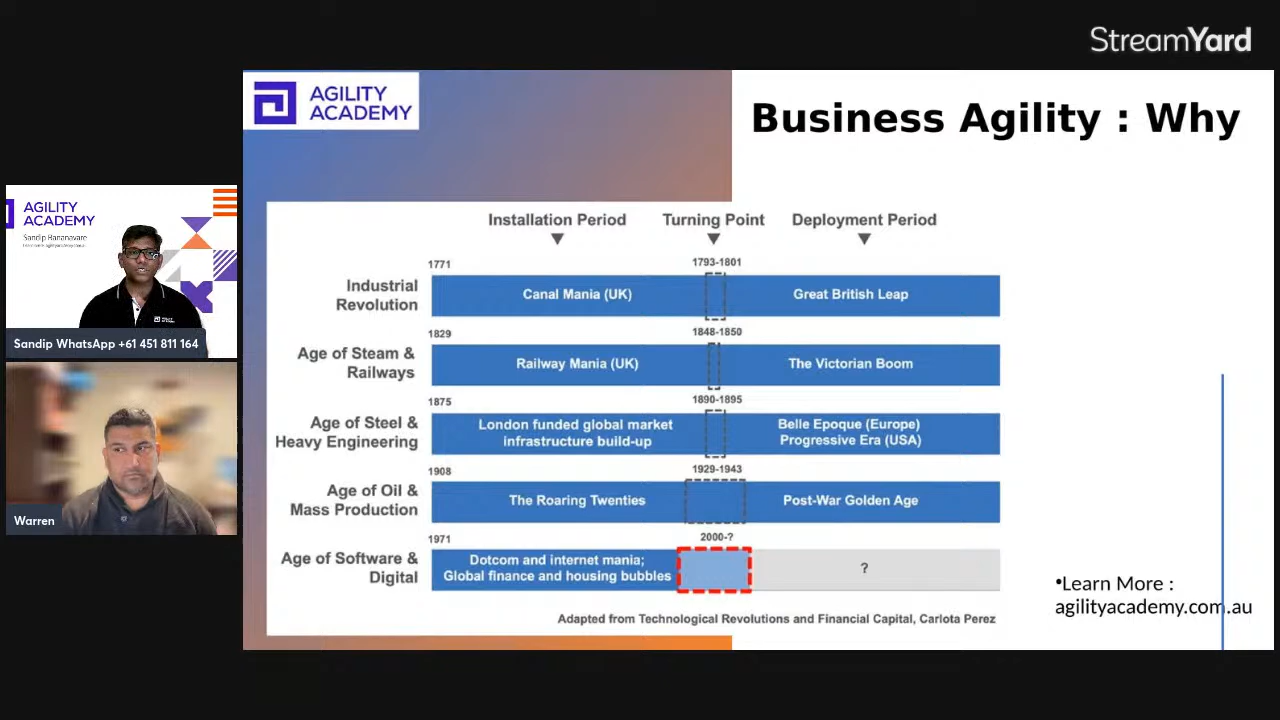 StreamYard
AGILITY
ACADEMY
Business Agility : Why
Installation Period
Turning Point
Deployment Period
1771
1793-1801
Industrial
Revolution
Canal Mania (UK)
Great British Leap
1829
1848-1850
Age of Steam &
Railways
Railway Mania (UK)
The Victorian Boom
1875
1890-1895
Age of Steel &
Heavy Engineering
London funded global market
infrastructure build-up
Belle Epoque (Europe)
Progressive Era (USA)
1908
1929-1943
Age of Oil &
Mass Production
The Roaring Twenties
Post-War Golden Age
1971
2000-?
Age of Software &
Digital
Dotcom and internet mania;
Global finance and housing bubbles
?
Adapted from Technological Revolutions and Financial Capital, Carlota Perez
•Learn More :
agilityacademy.com.au
AGILITY
ACADEMY
Sandip Bananavare
Sandip WhatsApp +61 451 811 164
Warren